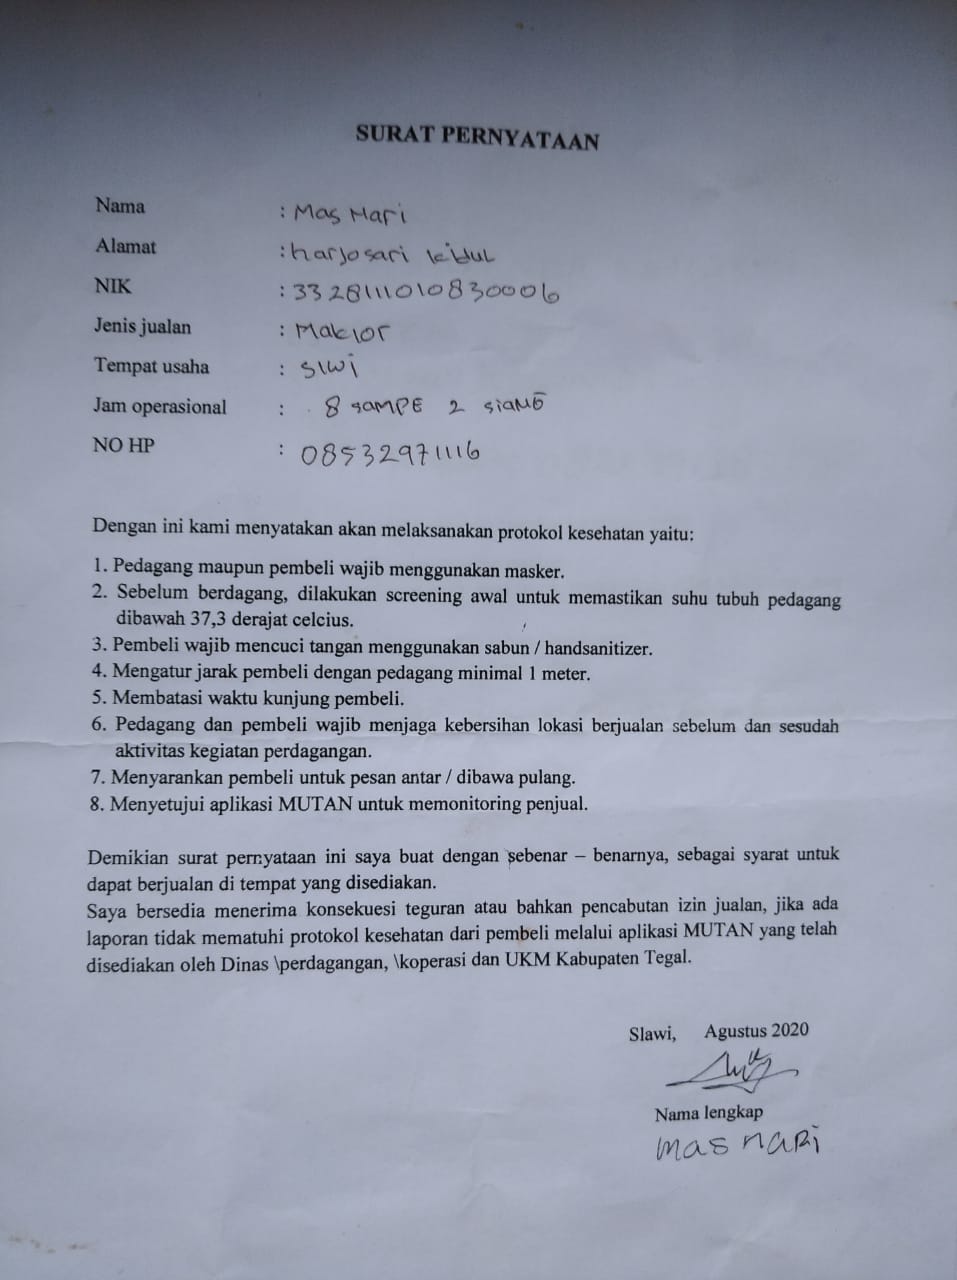 SURAT PERNYATAAN
Nama : Mas Hari
Alamat : harjosari kidul
NIK : 3328111010830006
Jenis jualan : Maklor
Tempat usaha : SlWi
Jam operasional : 8 SAMPE 2 SiANG
NO HP : 08532971116
Dengan ini kami menyatakan akan melaksanakan protokol kesehatan yaitu:
1. Pedagang maupun pembeli wajib menggunakan masker.
2. Sebelum berdagang, dilakukan screening awal untuk memastikan suhu tubuh pedagang
dibawah 37,3 derajat celcius.
3. Pembeli wajib mencuci tangan menggunakan sabun / handsanitizer.
4. Mengatur jarak pembeli dengan pedagang minimal 1 meter.
5. Membatasi waktu kunjung pembeli.
6. Pedagang dan pembeli wajib menjaga kebersihan lokasi berjualan sebelum dan sesudah
aktivitas kegiatan perdagangan.
7. Menyarankan pembeli untuk pesan antar / dibawa pulang.
8. Menyetujui aplikasi MUTAN untuk memonitoring penjual.
Demikian surat pernyataan ini saya buat dengan sebenar – benarnya, sebagai syarat untuk
dapat berjualan di tempat yang disediakan.
Saya bersedia menerima konsekuesi teguran atau bahkan pencabutan izin jualan, jika ada
laporan tidak mematuhi protokol kesehatan dari pembeli melalui aplikasi MUTAN yang telah
disediakan oleh Dinas \perdagangan, \koperasi dan UKM Kabupaten Tegal.
Slawi, Agustus 2020
Nama lengkap
mas HARi